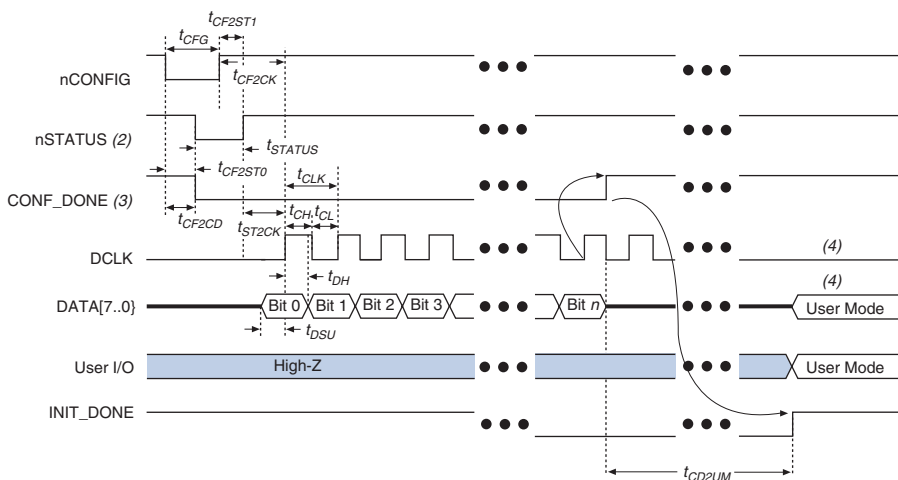 tCF2ST1
tCFG
nCONFIG
tCF2CK
nSTATUS (2)
tSTATUS
tCF2ST0
tCLK
CONF_DONE (3)
tCF2CD
tST2CK
tCH
tCL
DCLK
(4)
tDH
(4)
DATA[7..0}
Bit 0
Bit 1
Bit 2
Bit 3
Bit n
User Mode
tDSU
User I/O
High-Z
User Mode
INIT_DONE
tCD2UM